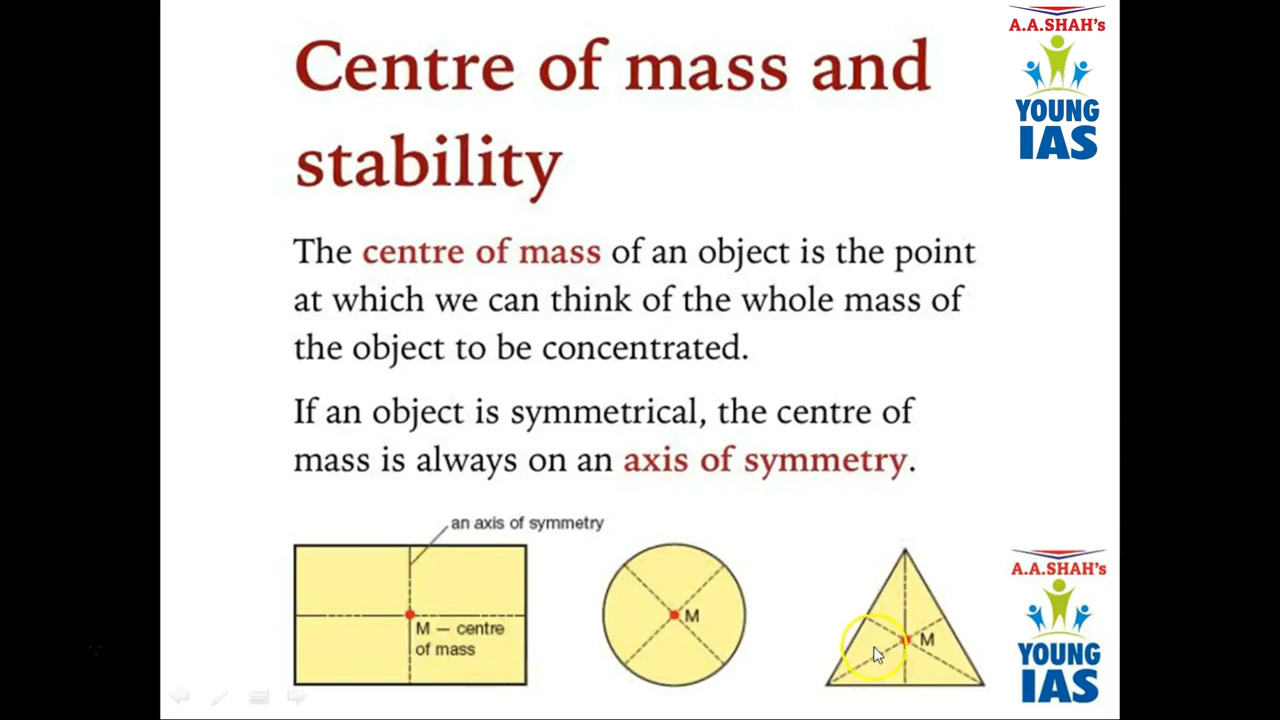 Centre of mass and
stability
The centre of mass of an object is the point
at which we can think of the whole mass of
the object to be concentrated.
If an object is symmetrical, the centre of
mass is always on an axis of symmetry.
an axis of symmetry
M — centre
of mass
M
M
A.A.SHAH's
YOUNG
IAS
A.A.SHAH's
YOUNG
IAS